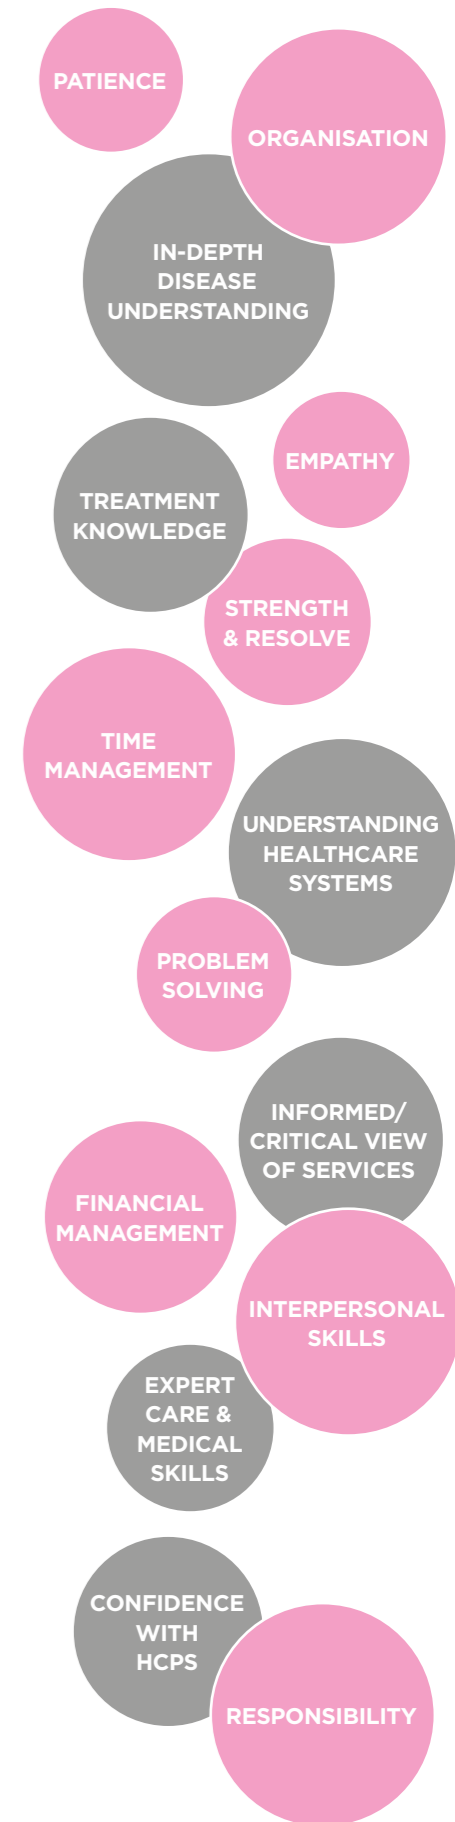 PATIENCE
ORGANISATION
IN-DEPTH
DISEASE
UNDERSTANDING
EMPATHY
TREATMENT
KNOWLEDGE
STRENGTH
& RESOLVE
TIME
MANAGEMENT
UNDERSTANDING
HEALTHCARE
SYSTEMS
PROBLEM
SOLVING
INFORMED/
CRITICAL VIEW
OF SERVICES
FINANCIAL
MANAGEMENT
INTERPERSONAL
SKILLS
EXPERT
CARE &
MEDICAL
SKILLS
CONFIDENCE
WITH
HCPS
RESPONSIBILITY